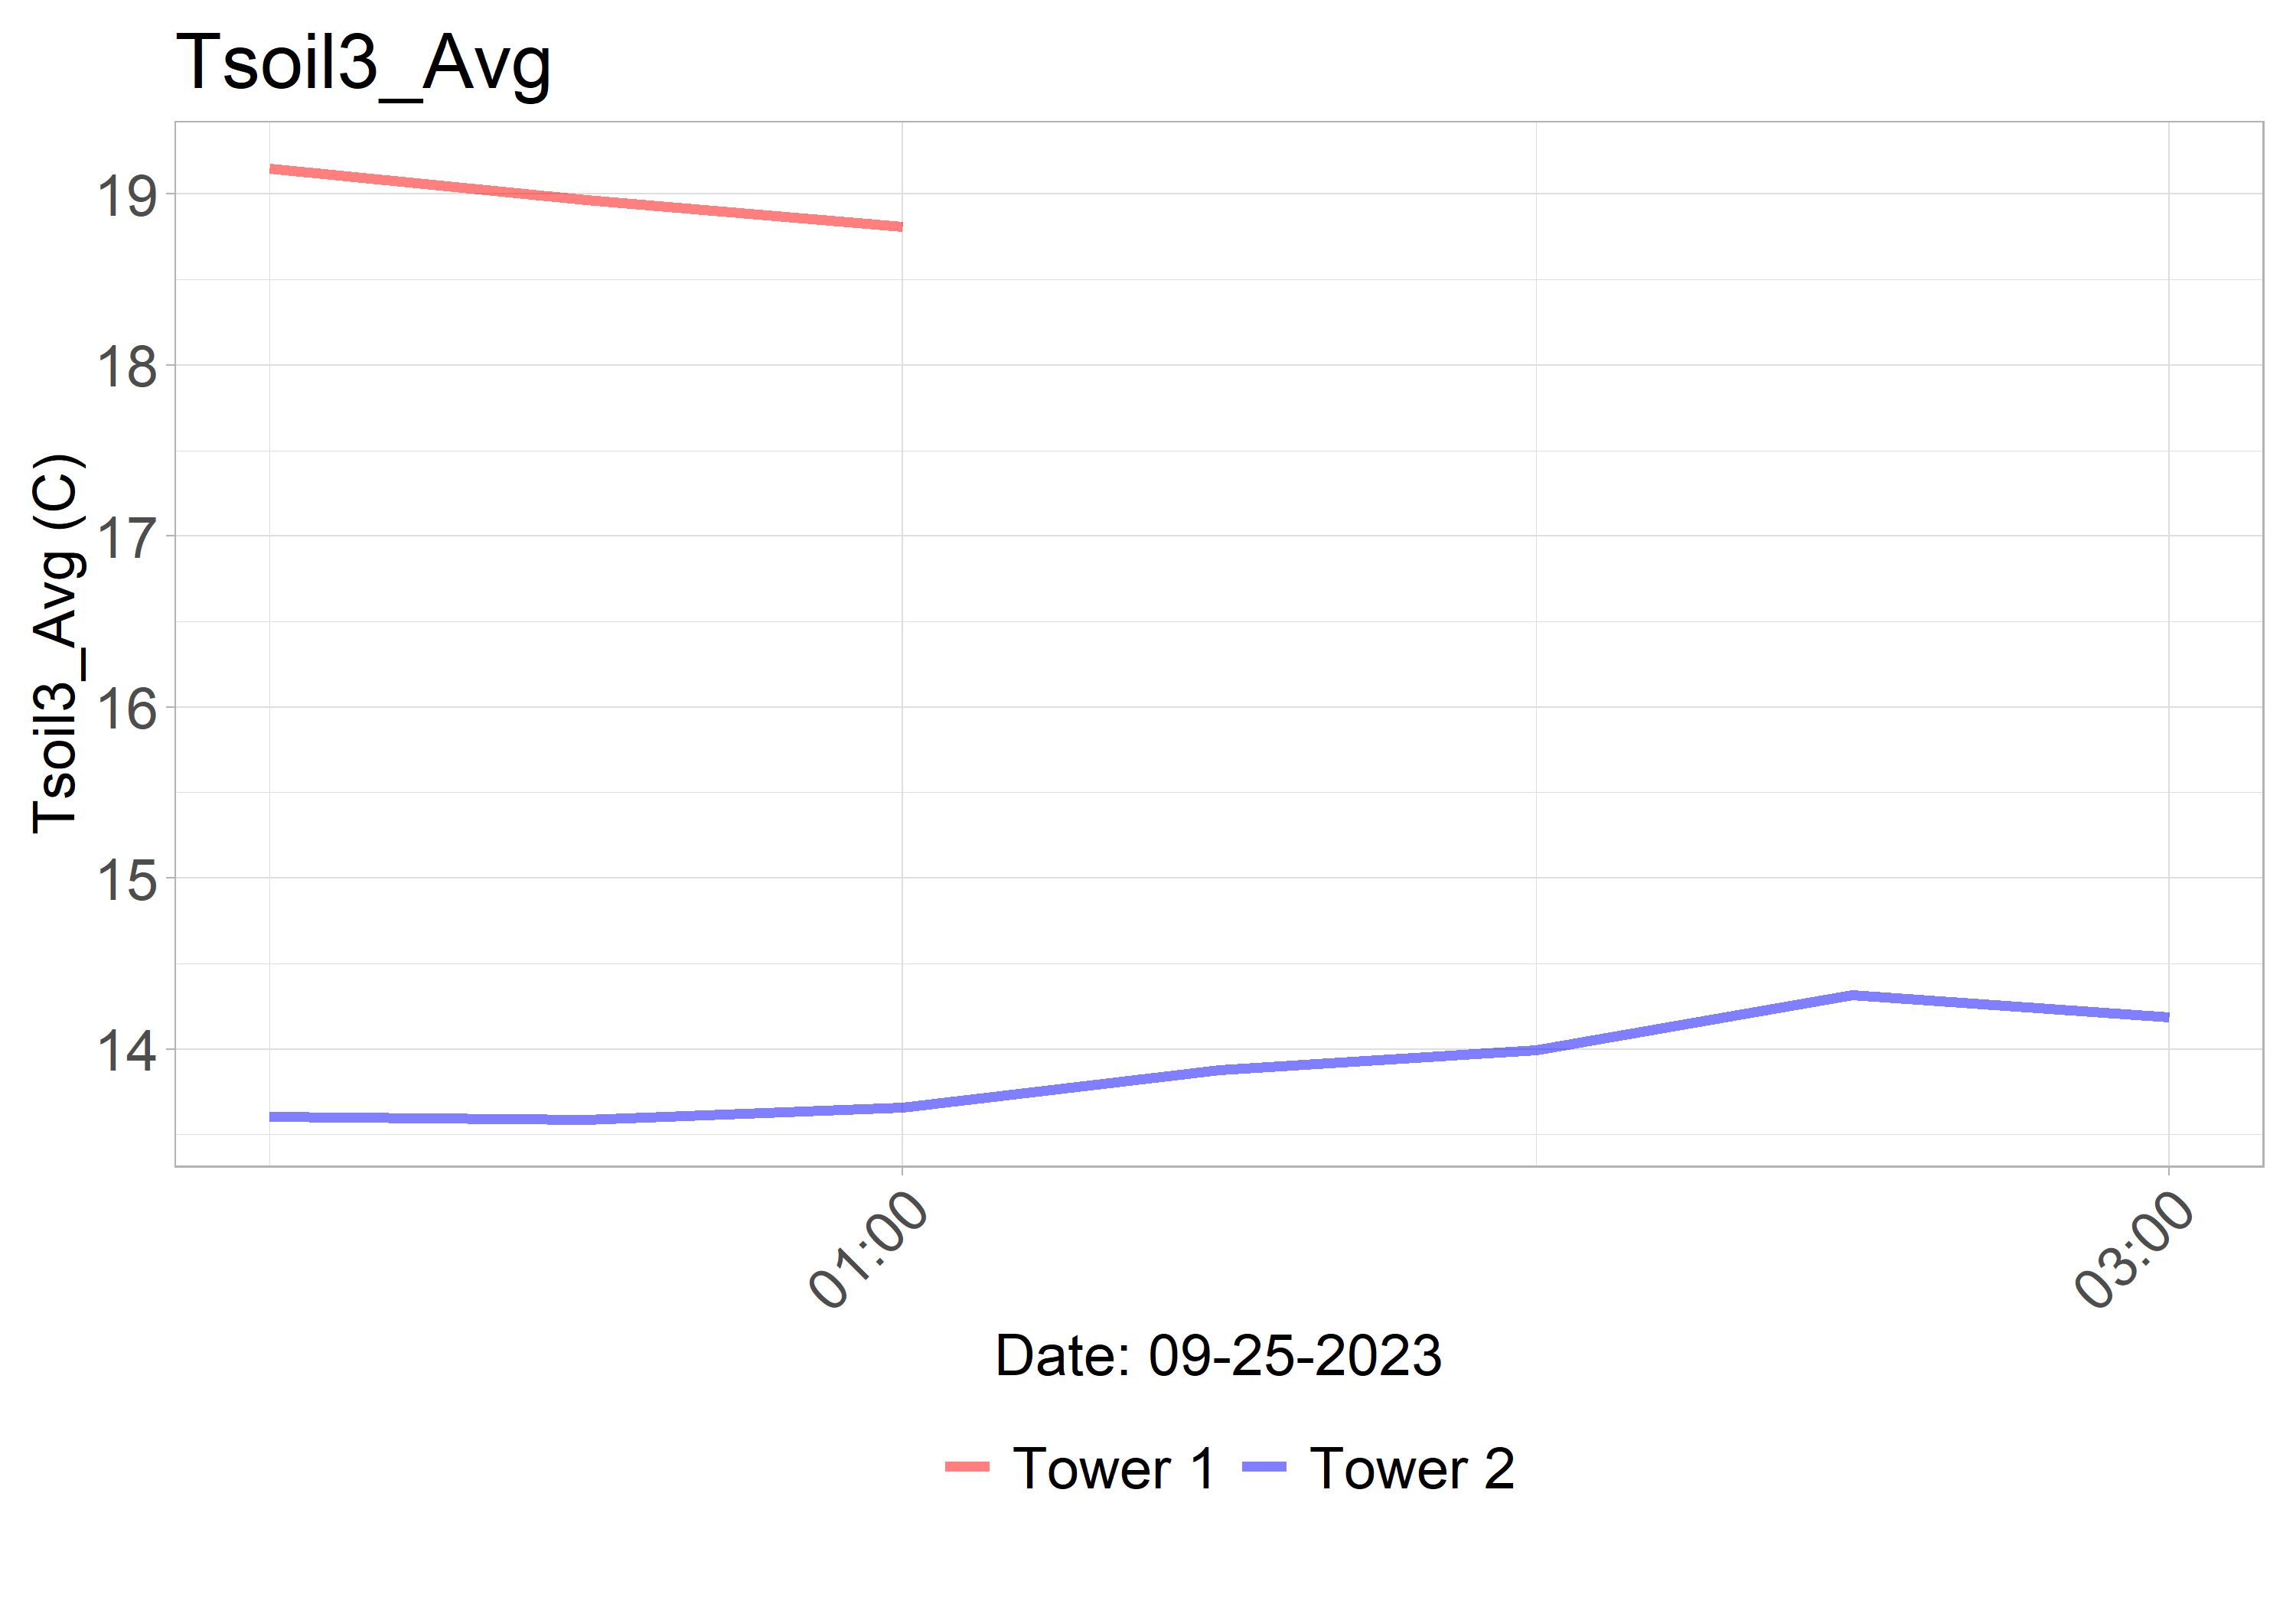 Tsoil3_Avg
Tsoil3_Avg (C)
19
18
17
16
15
14
01:00
03:00
Date: 09-25-2023
Tower 1
Tower 2